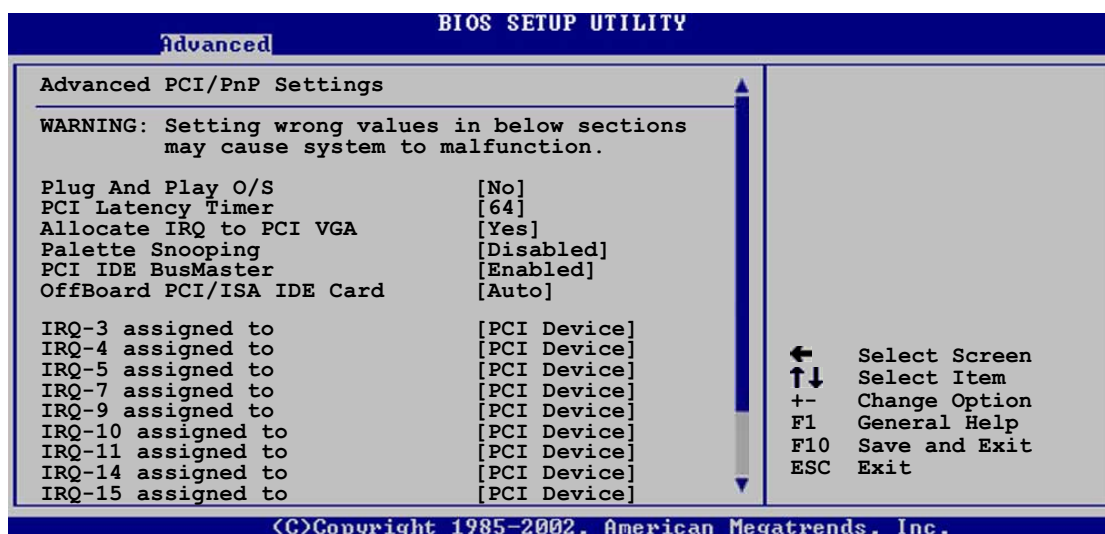 BIOS SETUP UTILITY
Advanced
Advanced PCI/PnP Settings
WARNING: Setting wrong values in below sections
may cause system to malfunction.
Plug And Play O/S [No]
PCI Latency Timer [64]
Allocate IRQ to PCI VGA [Yes]
Palette Snooping [Disabled]
PCI IDE BusMaster [Enabled]
OffBoard PCI/ISA IDE Card [Auto]
IRQ-3 assigned to [PCI Device]
IRQ-4 assigned to [PCI Device]
IRQ-5 assigned to [PCI Device]
IRQ-7 assigned to [PCI Device]
IRQ-9 assigned to [PCI Device]
IRQ-10 assigned to [PCI Device]
IRQ-11 assigned to [PCI Device]
IRQ-14 assigned to [PCI Device]
IRQ-15 assigned to [PCI Device]
← Select Screen
↑↓ Select Item
+- Change Option
F1 General Help
F10 Save and Exit
ESC Exit
(C)Copyright 1985-2002, American Megatrends, Inc.